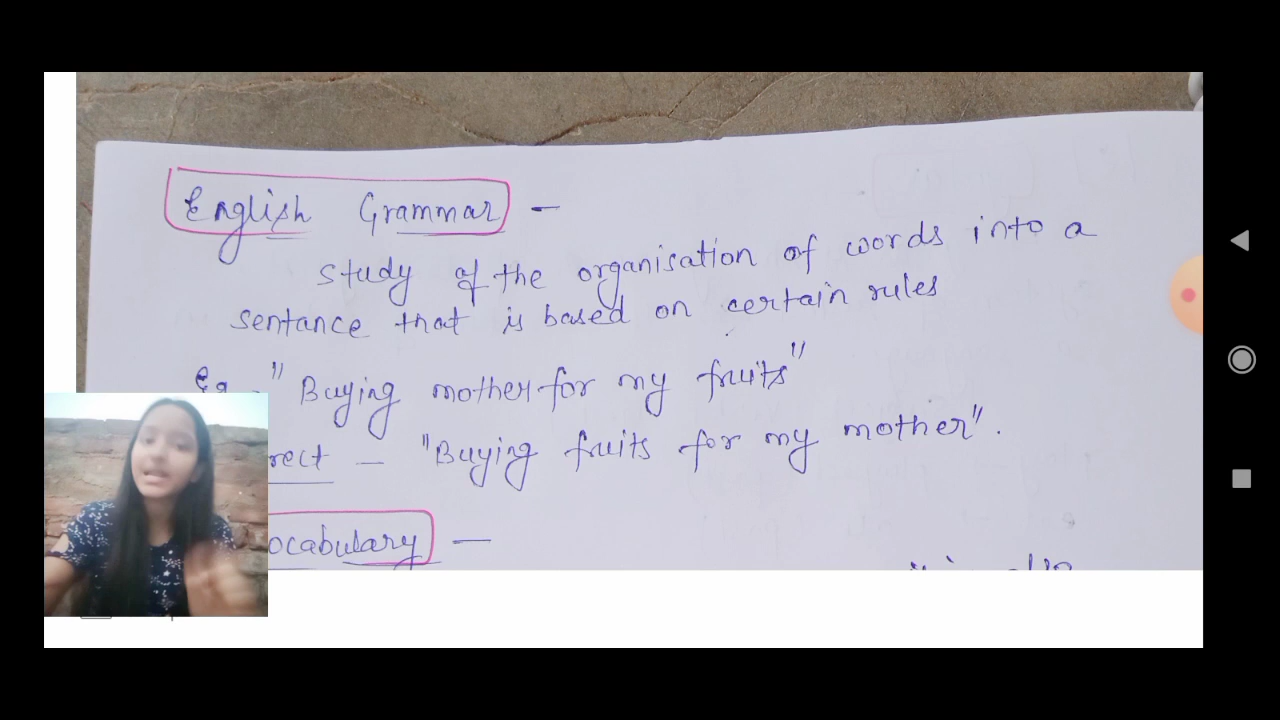 English Grammar –
study of the organisation of words into a
sentance that is based on certain rules
Eg - "Buying mother for my fruits"
rect – "Buying fruits for my mother".
ocabulary –